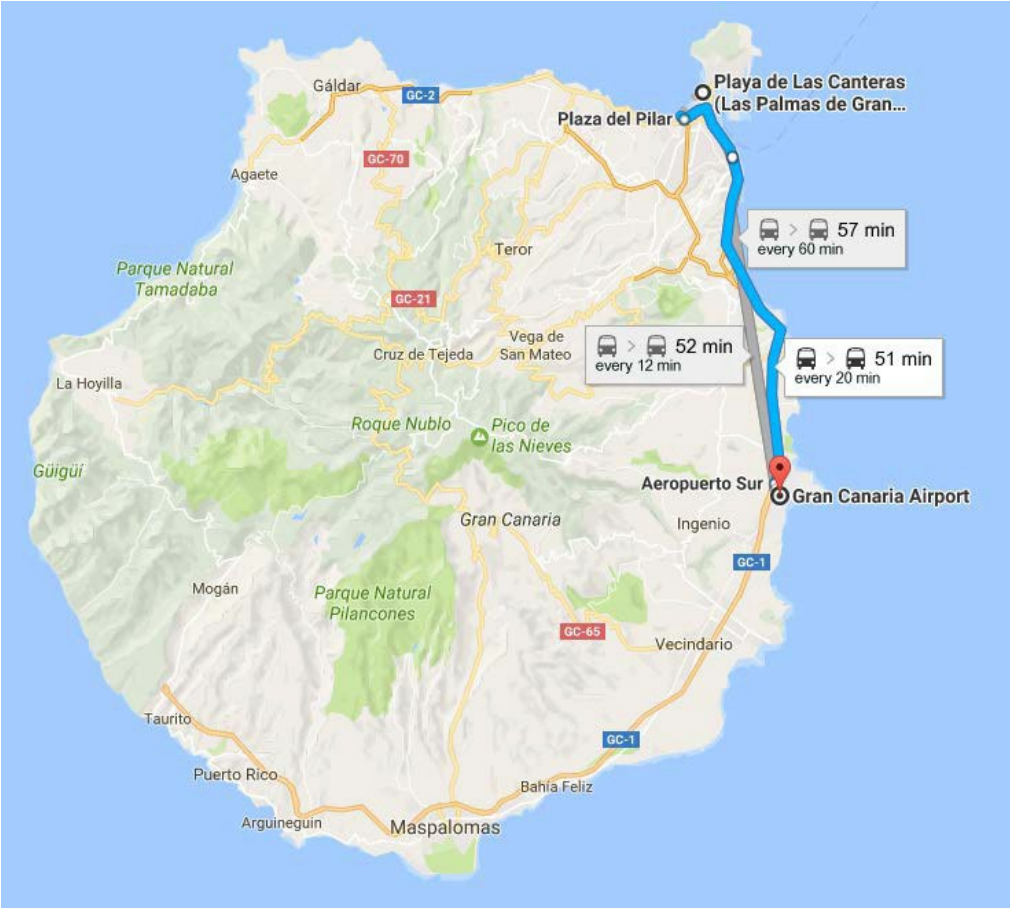 Gáldar
GC-2
Playa de Las Canteras
(Las Palmas de Gran...
Plaza del Pilar
GC-70
Agaete
57 min
every 60 min
Teror
Parque Natural
Tamadaba
GC-21
Vega de
San Mateo
52 min
every 12 min
Cruz de Tejeda
51 min
every 20 min
La Hoyilla
Roque Nublo
Pico de
las Nieves
Güigüí
Aeropuerto Sur
Gran Canaria Airport
Gran Canaria
Ingenio
GC-1
Mogán
Parque Natural
Pilancones
GC-65
Vecindario
Taurito
GC-1
Puerto Rico
Bahía Feliz
Arguineguin
Maspalomas